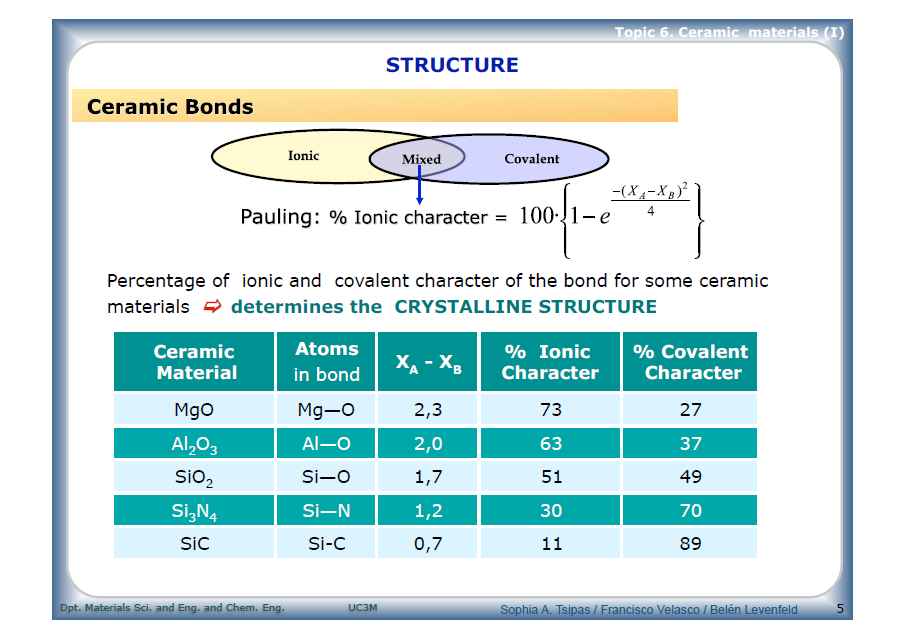 Topic 6. Ceramic materials (I)
STRUCTURE
Ceramic Bonds
Ionic Mixed Covalent
Pauling: % Ionic character = 100·{1−e^(−(X_A−X_B)²/4)}
Percentage of ionic and covalent character of the bond for some ceramic
materials ⇨ determines the CRYSTALLINE STRUCTURE
Ceramic Material | Atoms in bond | X_A - X_B | % Ionic Character | % Covalent Character
MgO | Mg—O | 2,3 | 73 | 27
Al₂O₃ | Al—O | 2,0 | 63 | 37
SiO₂ | Si—O | 1,7 | 51 | 49
Si₃N₄ | Si—N | 1,2 | 30 | 70
SiC | Si-C | 0,7 | 11 | 89
Dpt. Materials Sci. and Eng. and Chem. Eng. UC3M Sophia A. Tsipas / Francisco Velasco / Belén Levenfeld 5